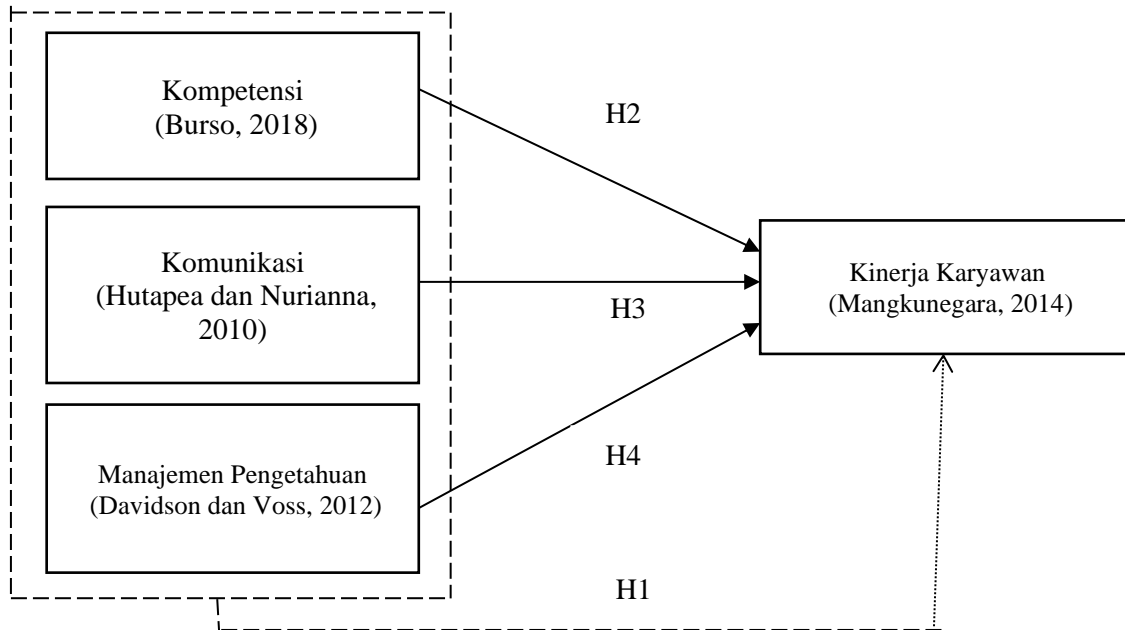 Kompetensi
(Burso, 2018)
H2
Komunikasi
(Hutapea dan Nurianna,
2010)
H3
Kinerja Karyawan
(Mangkunegara, 2014)
Manajemen Pengetahuan
(Davidson dan Voss, 2012)
H4
H1